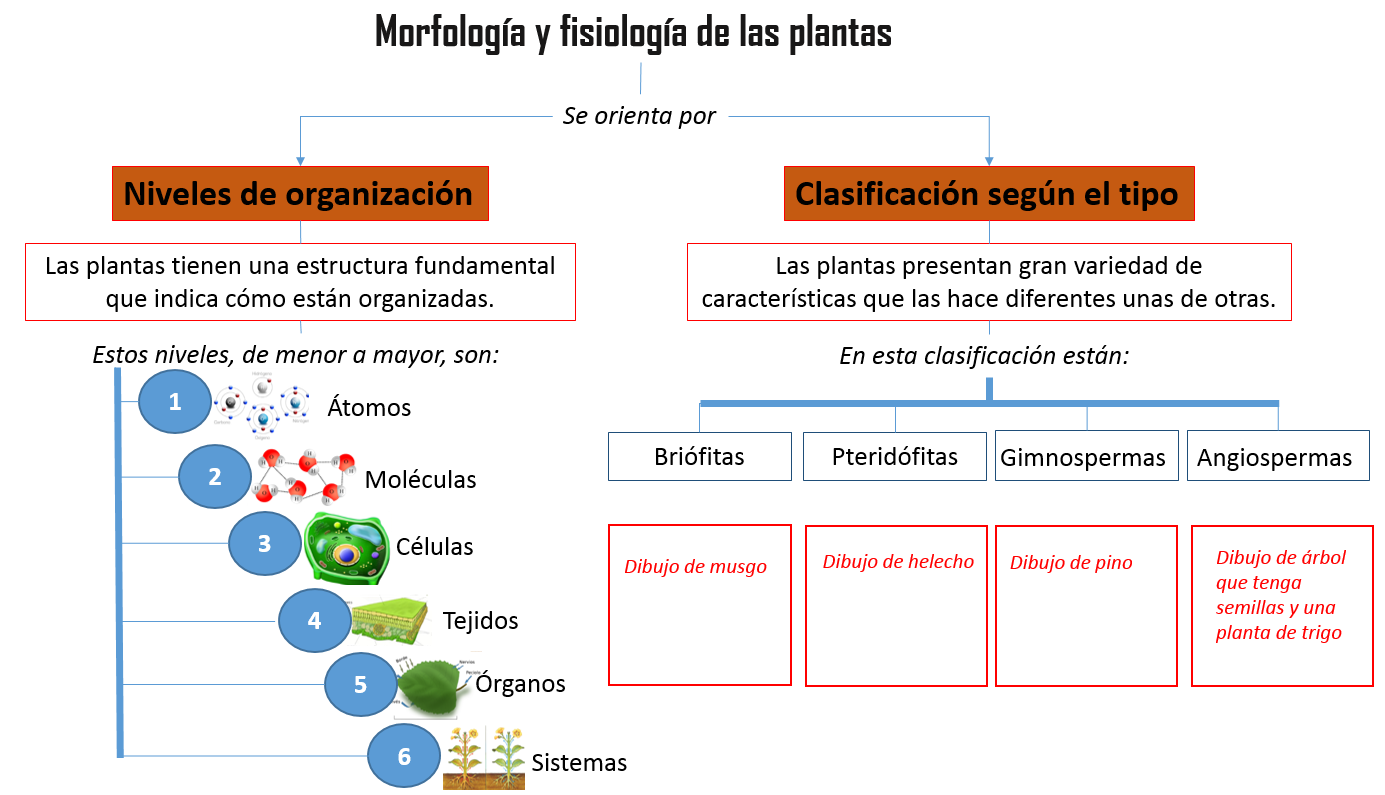 Morfología y fisiología de las plantas
Se orienta por
Niveles de organización
Las plantas tienen una estructura fundamental
que indica cómo están organizadas.
Estos niveles, de menor a mayor, son:
1
Átomos
2
Moléculas
3
Células
4
Tejidos
5
Órganos
6
Sistemas
Clasificación según el tipo
Las plantas presentan gran variedad de
características que las hace diferentes unas de otras.
En esta clasificación están:
Briófitas
Pteridófitas
Gimnospermas
Angiospermas
Dibujo de musgo
Dibujo de helecho
Dibujo de pino
Dibujo de árbol
que tenga
semillas y una
planta de trigo